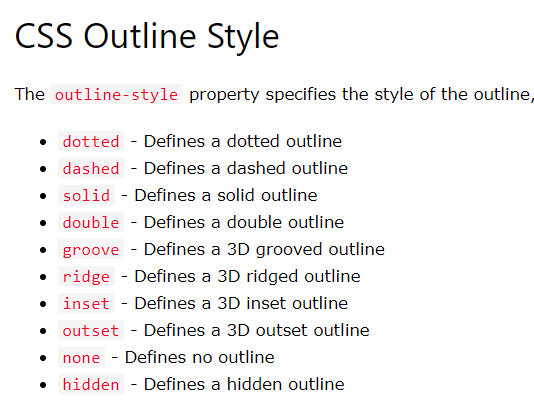 CSS Outline Style
The outline-style property specifies the style of the outline,
dotted - Defines a dotted outline
dashed - Defines a dashed outline
solid - Defines a solid outline
double - Defines a double outline
groove - Defines a 3D grooved outline
ridge - Defines a 3D ridged outline
inset - Defines a 3D inset outline
outset - Defines a 3D outset outline
none - Defines no outline
hidden - Defines a hidden outline